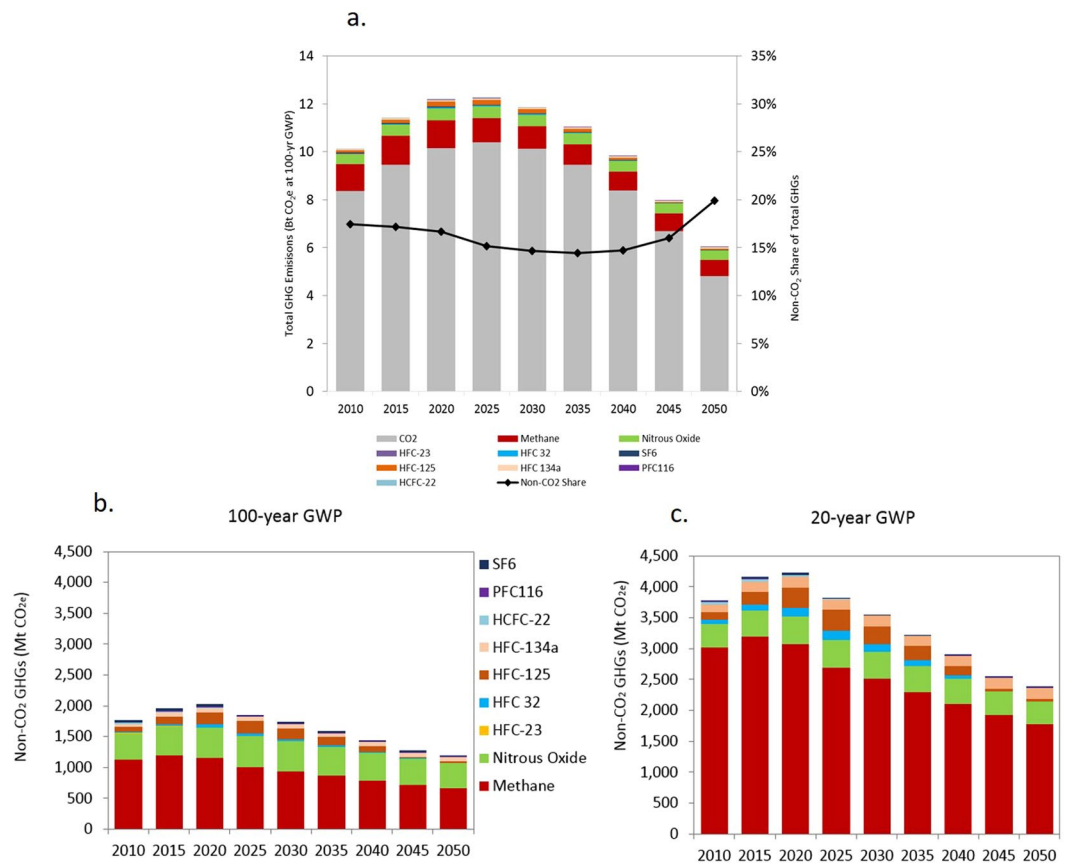 a.
Total GHG Emisisons (Bt CO2e at 100-yr GWP)
14
12
10
8
6
4
2
0
35%
30%
25%
20%
15%
10%
5%
0%
Non-CO2 Share of Total GHGs
2010 2015 2020 2025 2030 2035 2040 2045 2050
CO2 Methane Nitrous Oxide
HFC-23 HFC 32 SF6
HFC-125 HFC 134a PFC116
HCFC-22 Non-CO2 Share
b.
100-year GWP
Non-CO2 GHGs (Mt CO2e)
4,500
4,000
3,500
3,000
2,500
2,000
1,500
1,000
500
0
2010 2015 2020 2025 2030 2035 2040 2045 2050
SF6
PFC116
HCFC-22
HFC-134a
HFC-125
HFC 32
HFC-23
Nitrous Oxide
Methane
c.
20-year GWP
Non-CO2 GHGs (Mt CO2e)
4,500
4,000
3,500
3,000
2,500
2,000
1,500
1,000
500
0
2010 2015 2020 2025 2030 2035 2040 2045 2050